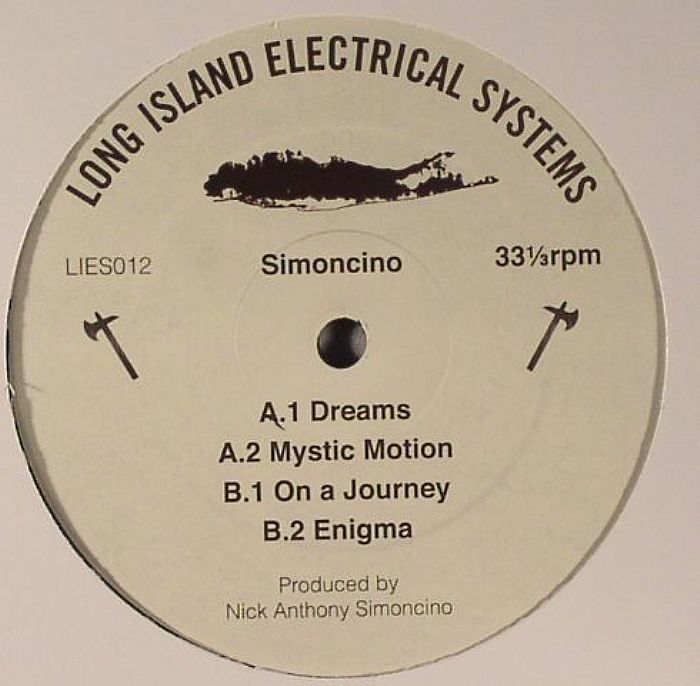 LONG ISLAND ELECTRICAL SYSTEMS
LIES012 Simoncino 33⅓rpm
A.1 Dreams
A.2 Mystic Motion
B.1 On a Journey
B.2 Enigma
Produced by
Nick Anthony Simoncino